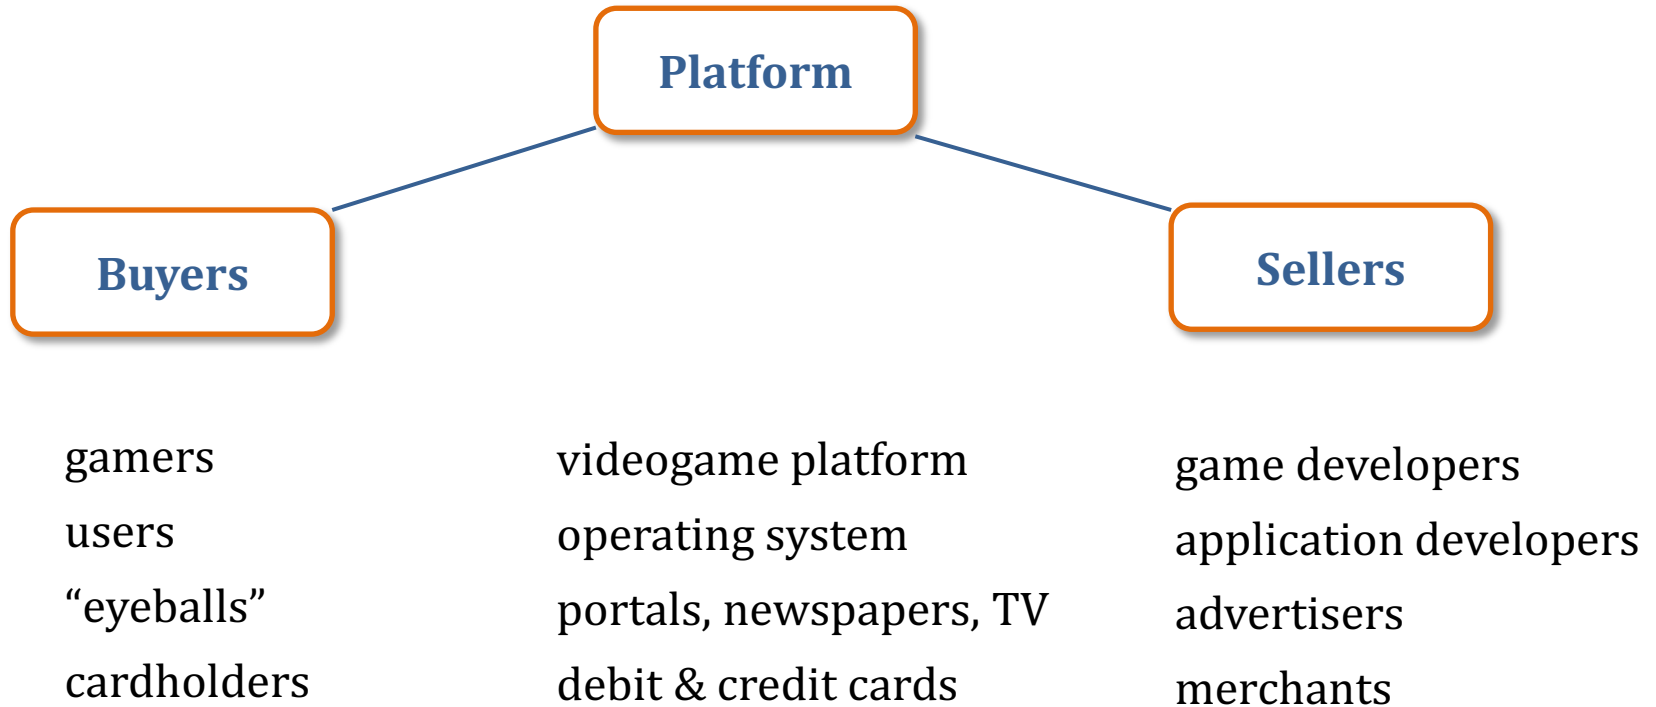 Platform
Buyers
Sellers
gamers videogame platform game developers
users operating system application developers
“eyeballs” portals, newspapers, TV advertisers
cardholders debit & credit cards merchants